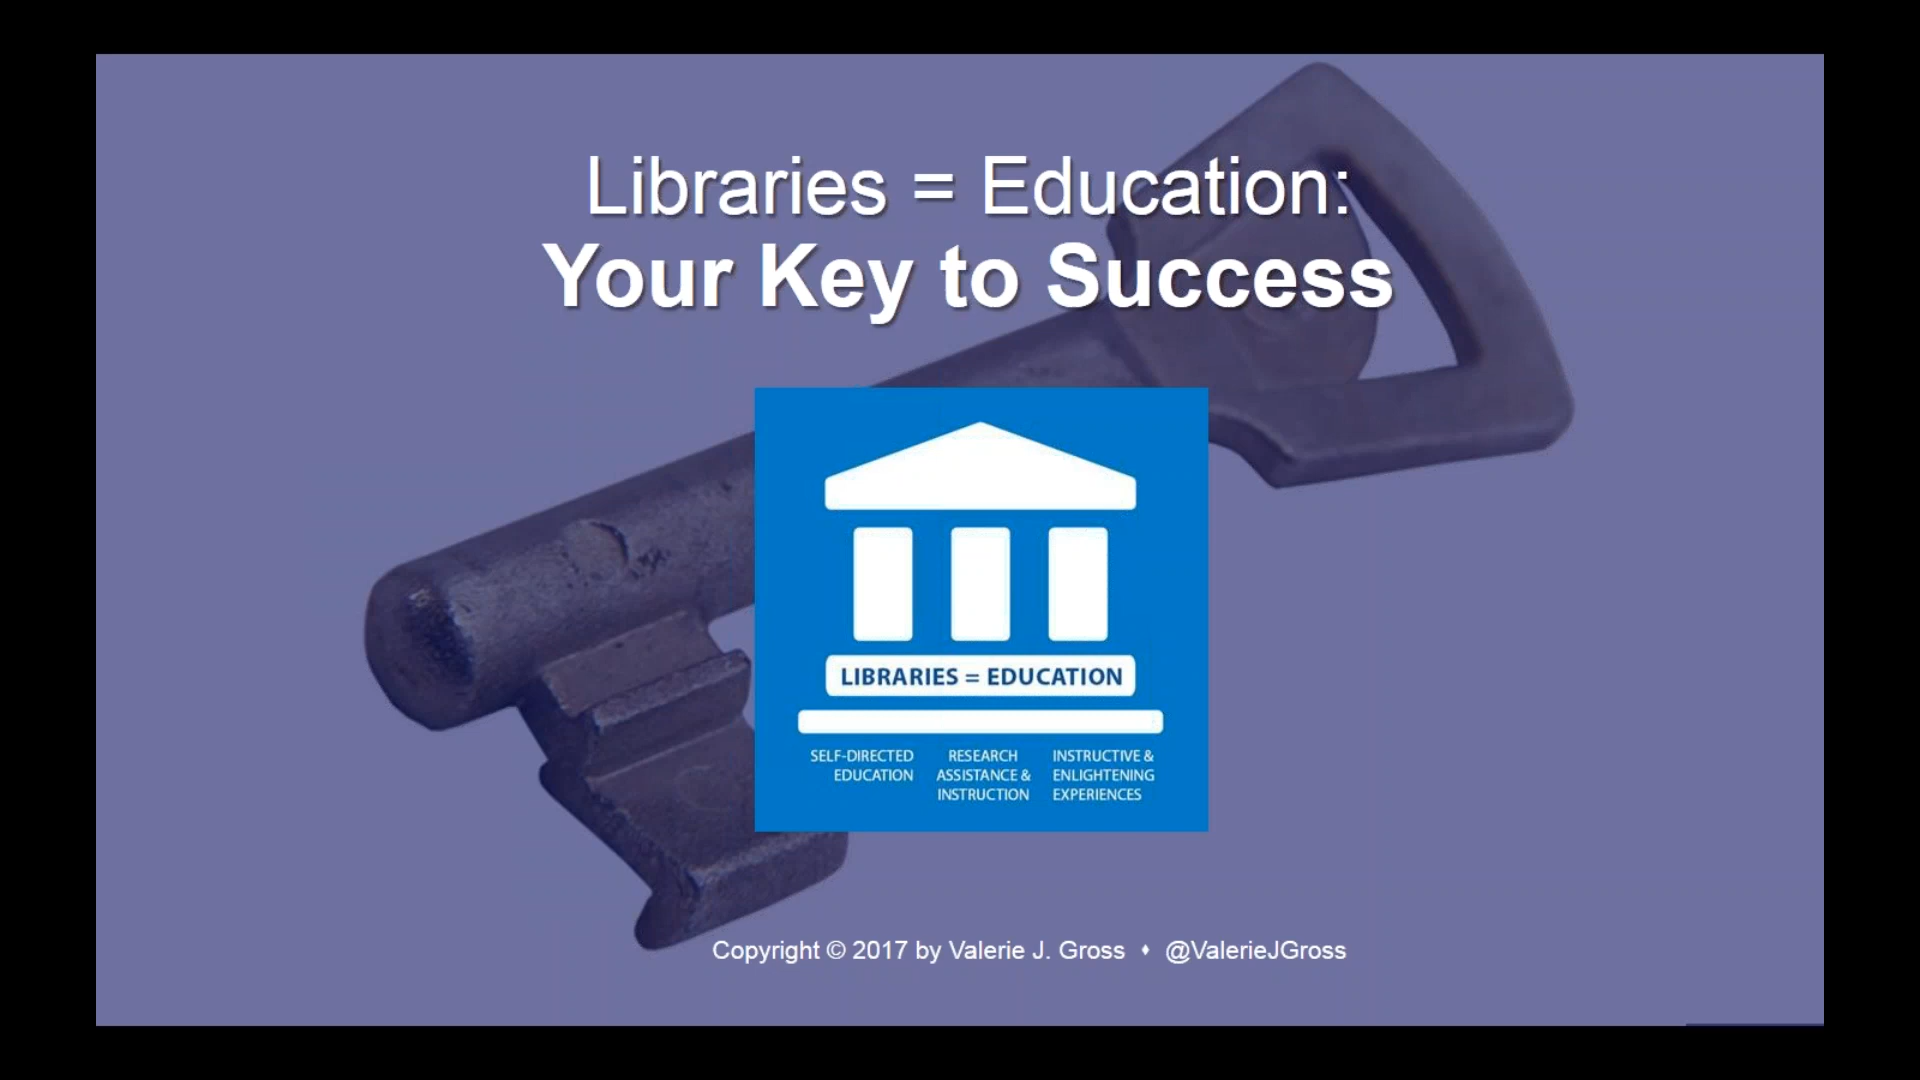 Libraries = Education:
Your Key to Success
LIBRARIES = EDUCATION
SELF-DIRECTED
EDUCATION
RESEARCH
ASSISTANCE &
INSTRUCTION
INSTRUCTIVE &
ENLIGHTENING
EXPERIENCES
Copyright © 2017 by Valerie J. Gross ♦ @ValerieJGross